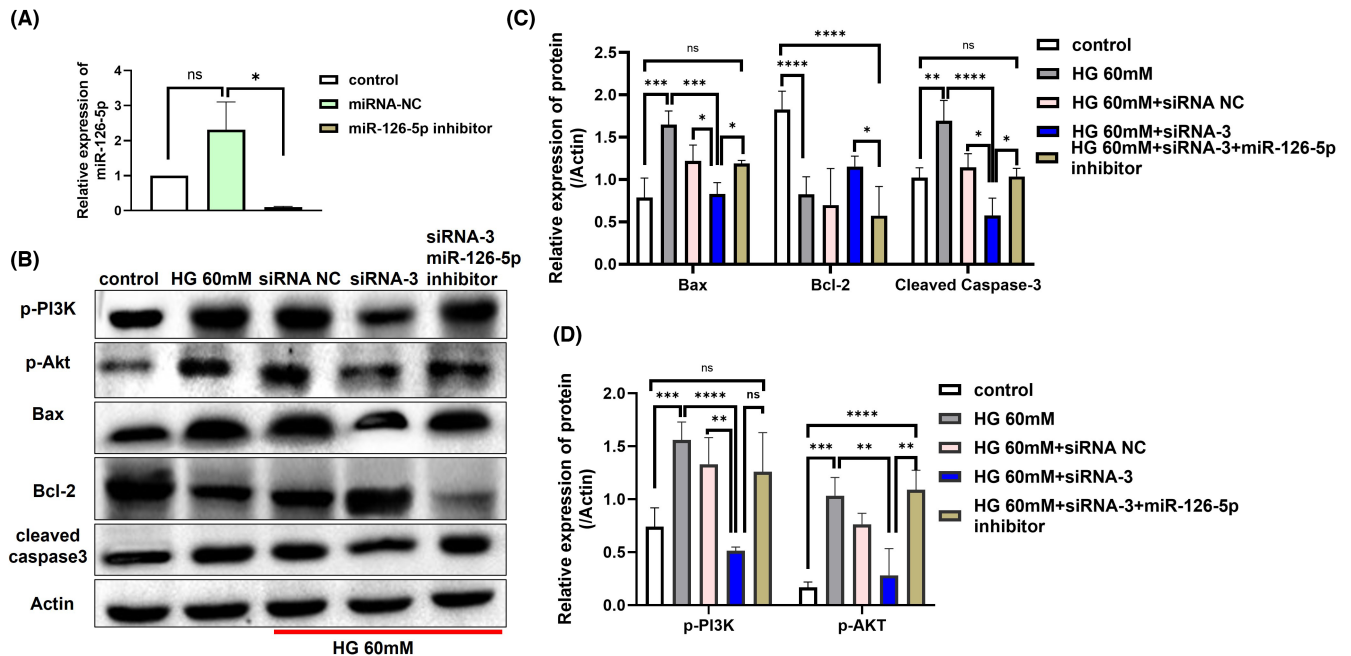 (A)
Relative expression of
miR-126-5p
4
3
2
1
0
ns
*
control
miRNA-NC
miR-126-5p inhibitor
(B)
control
HG 60mM
siRNA NC
siRNA-3
siRNA-3
miR-126-5p
inhibitor
p-PI3K
p-Akt
Bax
Bcl-2
cleaved
caspase3
Actin
HG 60mM
(C)
Relative expression of protein
(/Actin)
2.5
2.0
1.5
1.0
0.5
0.0
ns
***
***
*
*
****
****
*
ns
**
****
*
*
Bax
Bcl-2
Cleaved Caspase-3
control
HG 60mM
HG 60mM+siRNA NC
HG 60mM+siRNA-3
HG 60mM+siRNA-3+miR-126-5p
inhibitor
(D)
Relative expression of protein
(/Actin)
2.0
1.5
1.0
0.5
0.0
ns
***
****
ns
**
****
***
**
**
p-PI3K
p-AKT
control
HG 60mM
HG 60mM+siRNA NC
HG 60mM+siRNA-3
HG 60mM+siRNA-3+miR-126-5p
inhibitor